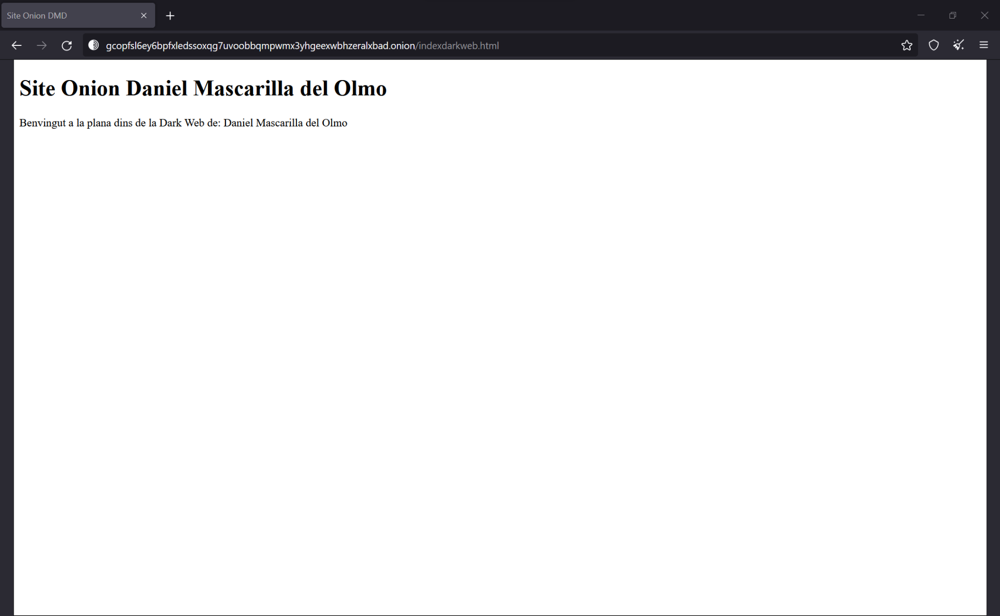 Site Onion DMD
gcopfsl6ey6bpfxledssoxqg7uvoobbqmpwmx3yhgeexwbhzeralxbad.onion/indexdarkweb.html
Site Onion Daniel Mascarilla del Olmo
Benvingut a la plana dins de la Dark Web de: Daniel Mascarilla del Olmo